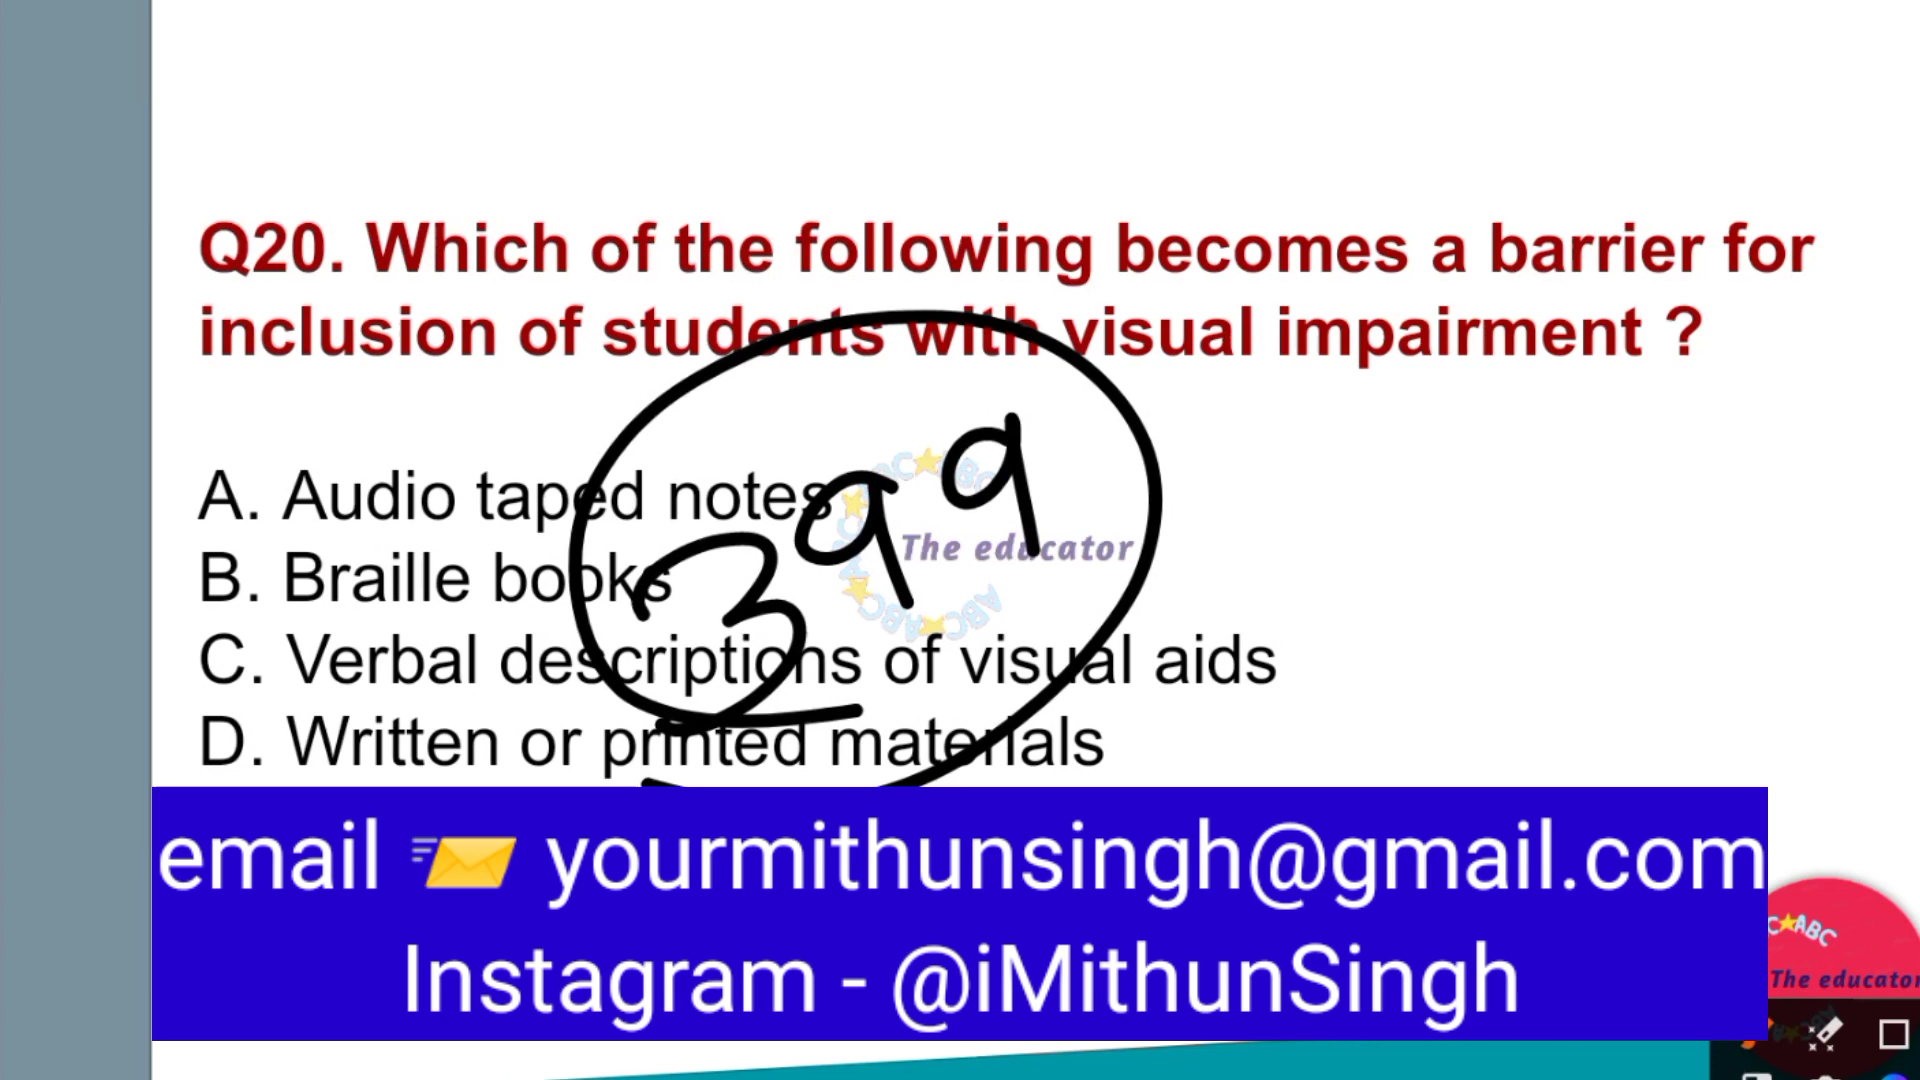 Q20. Which of the following becomes a barrier for
inclusion of students with visual impairment ?
A. Audio taped notes
B. Braille books
C. Verbal descriptions of visual aids
D. Written or printed materials
399
The educator
email yourmithunsingh@gmail.com
Instagram - @iMithunSingh
C★ABC
The educator